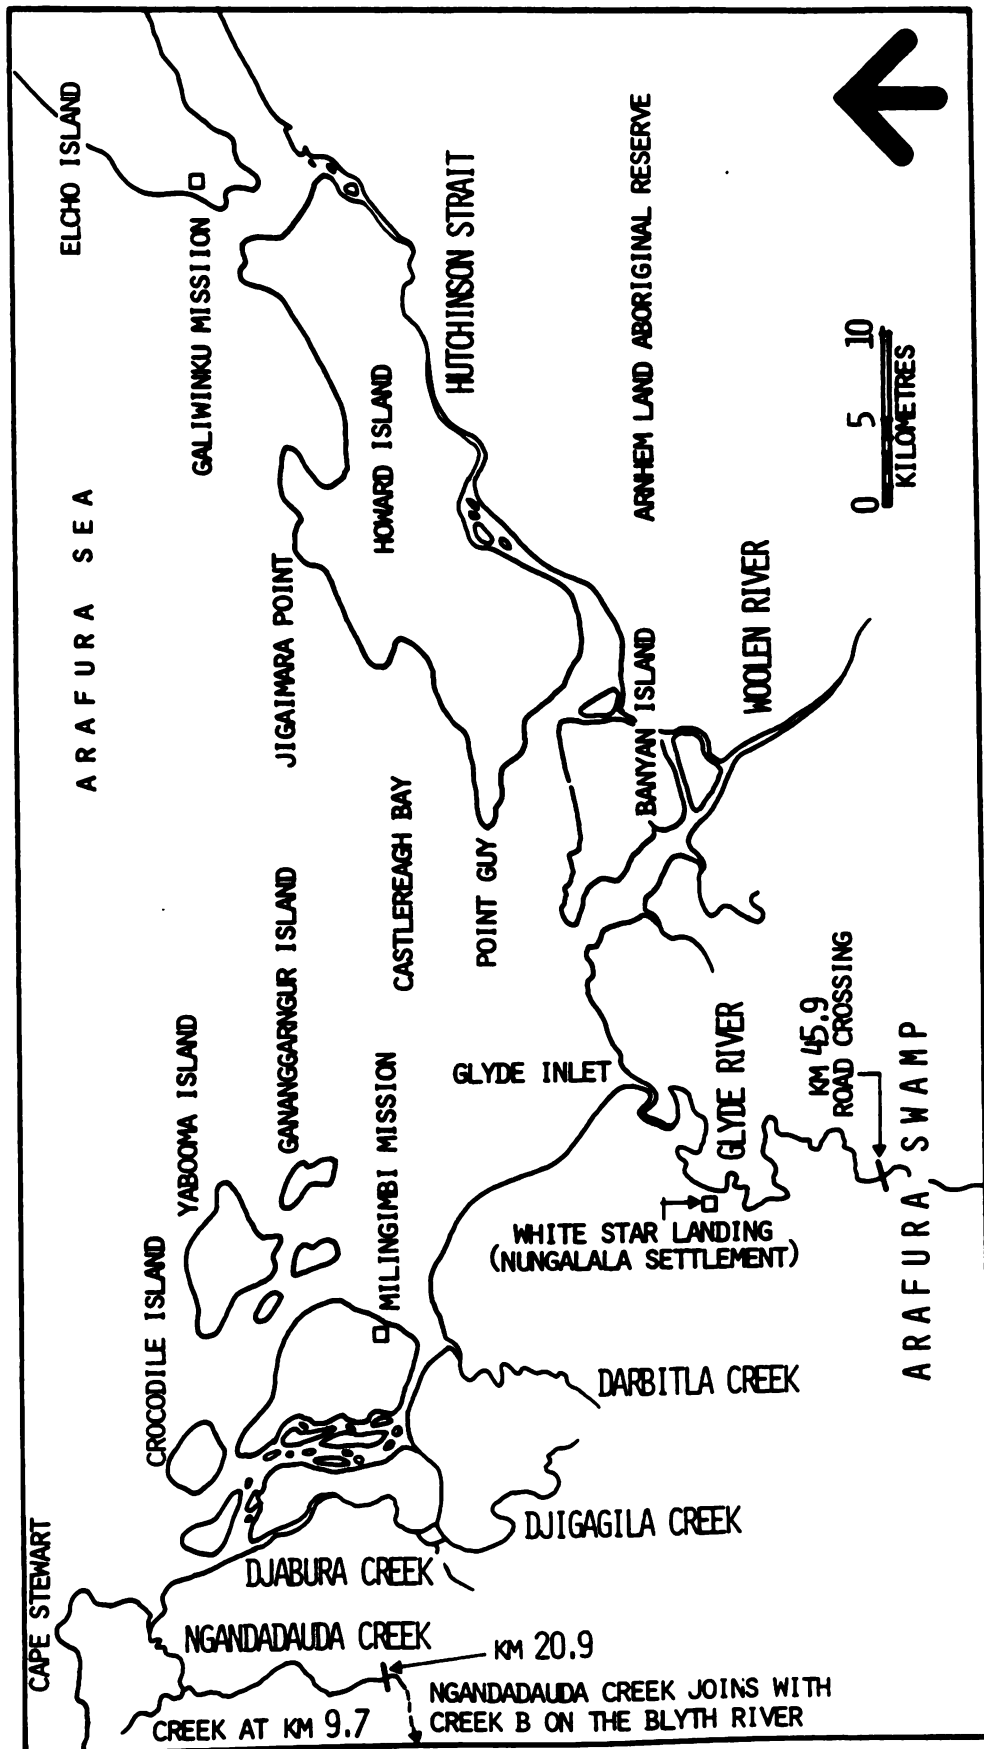 ELCHO ISLAND
GALIWINKU MISSIION
ARAFURA SEA
HUTCHINSON STRAIT
HOWARD ISLAND
JIGAIMARA POINT
ARNHEM LAND ABORIGINAL RESERVE
0 5 10
KILOMETRES
BANYAN ISLAND
WOOLEN RIVER
CASTLEREAGH BAY
POINT GUY
GANANGGARNGUR ISLAND
YABOOMA ISLAND
CROCODILE ISLAND
MILINGIMBI MISSION
GLYDE INLET
GLYDE RIVER
KM 45.9
ROAD CROSSING
ARAFURA SWAMP
WHITE STAR LANDING
(NUNGALALA SETTLEMENT)
DARBITLA CREEK
DJIGAGILA CREEK
DJABURA CREEK
CAPE STEWART
NGANDADAUDA CREEK
KM 20.9
NGANDADAUDA CREEK JOINS WITH
CREEK B ON THE BLYTH RIVER
CREEK AT KM 9.7